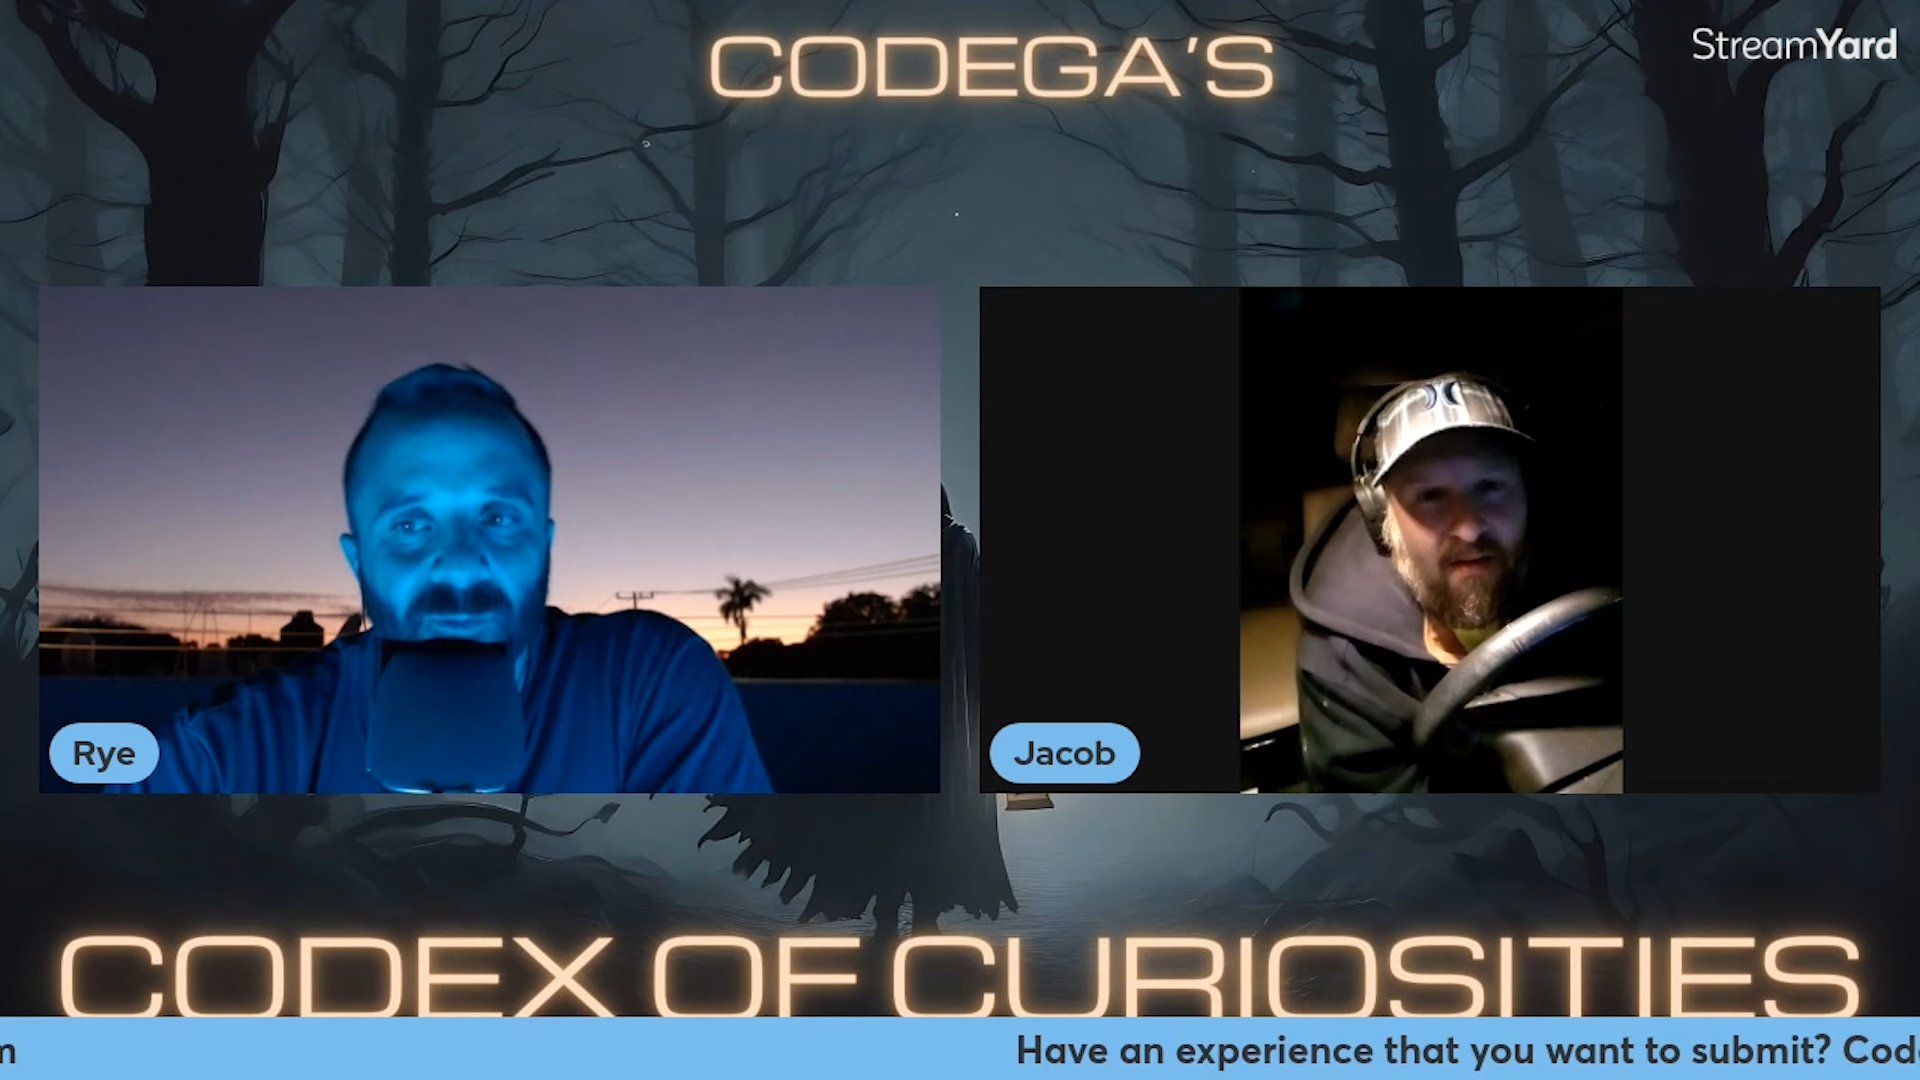 CODEGA'S
StreamYard
Rye
Jacob
CODEX OF CURIOSITIES
Have an experience that you want to submit?